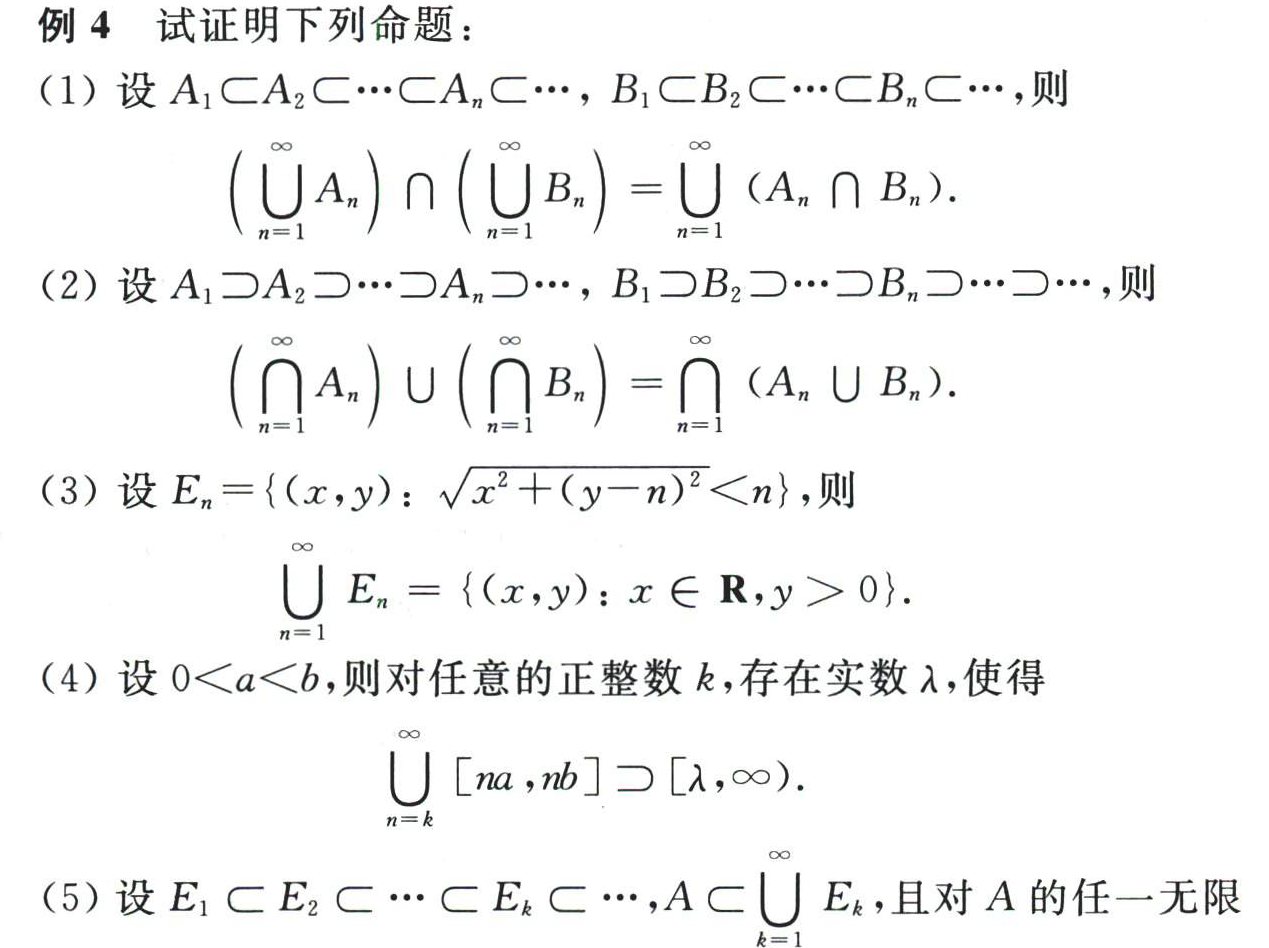 例 4 试证明下列命题：
(1) 设 A₁⊂A₂⊂⋯⊂Aₙ⊂⋯, B₁⊂B₂⊂⋯⊂Bₙ⊂⋯,则
(⋃_{n=1}^{∞} Aₙ) ∩ (⋃_{n=1}^{∞} Bₙ) = ⋃_{n=1}^{∞} (Aₙ ∩ Bₙ).
(2) 设 A₁⊃A₂⊃⋯⊃Aₙ⊃⋯, B₁⊃B₂⊃⋯⊃Bₙ⊃⋯⊃⋯,则
(⋂_{n=1}^{∞} Aₙ) ∪ (⋂_{n=1}^{∞} Bₙ) = ⋂_{n=1}^{∞} (Aₙ ∪ Bₙ).
(3) 设 Eₙ={(x,y): √(x²+(y−n)²)<n},则
⋃_{n=1}^{∞} Eₙ = {(x,y): x ∈ R,y > 0}.
(4) 设 0<a<b,则对任意的正整数 k,存在实数 λ,使得
⋃_{n=k}^{∞} [na,nb] ⊃ [λ,∞).
(5) 设 E₁ ⊂ E₂ ⊂ ⋯ ⊂ Eₖ ⊂ ⋯,A ⊂ ⋃_{k=1}^{∞} Eₖ,且对 A 的任一无限